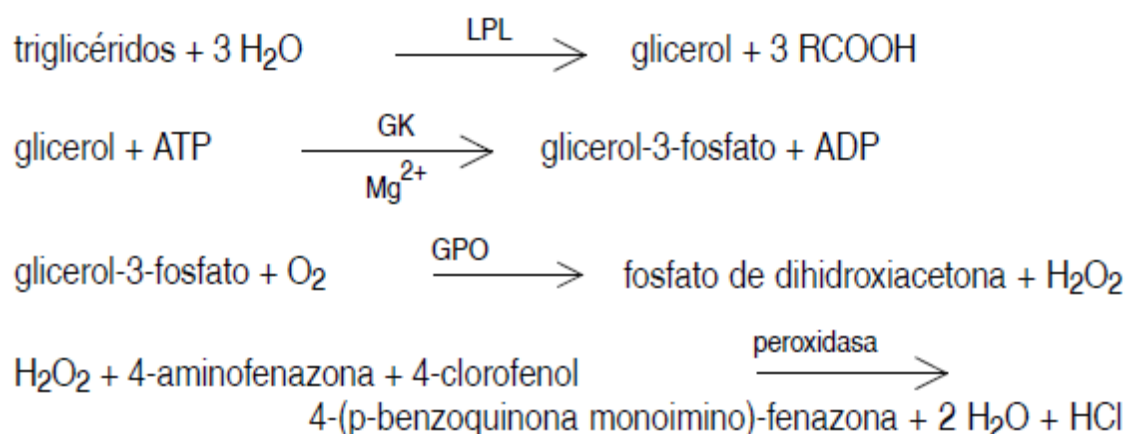 LPL
triglicéridos + 3 H₂O ⟶ glicerol + 3 RCOOH
GK
glicerol + ATP ⟶ glicerol-3-fosfato + ADP
Mg²⁺
GPO
glicerol-3-fosfato + O₂ ⟶ fosfato de dihidroxiacetona + H₂O₂
peroxidasa
H₂O₂ + 4-aminofenazona + 4-clorofenol ⟶
4-(p-benzoquinona monoimino)-fenazona + 2 H₂O + HCl